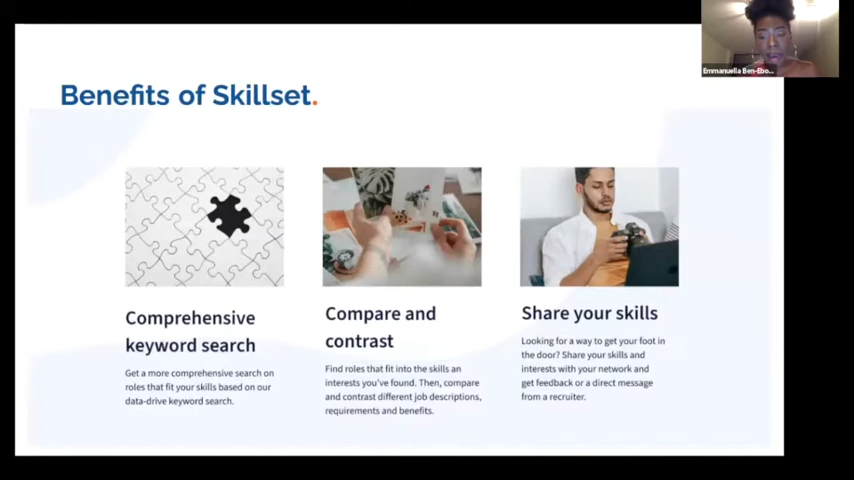 Emmanuella Ben-Ebo...
Benefits of Skillset.
Comprehensive
keyword search
Get a more comprehensive search on
roles that fit your skills based on our
data-drive keyword search.
Compare and
contrast
Find roles that fit into the skills an
interests you've found. Then, compare
and contrast different job descriptions,
requirements and benefits.
Share your skills
Looking for a way to get your foot in
the door? Share your skills and
interests with your network and
get feedback or a direct message
from a recruiter.